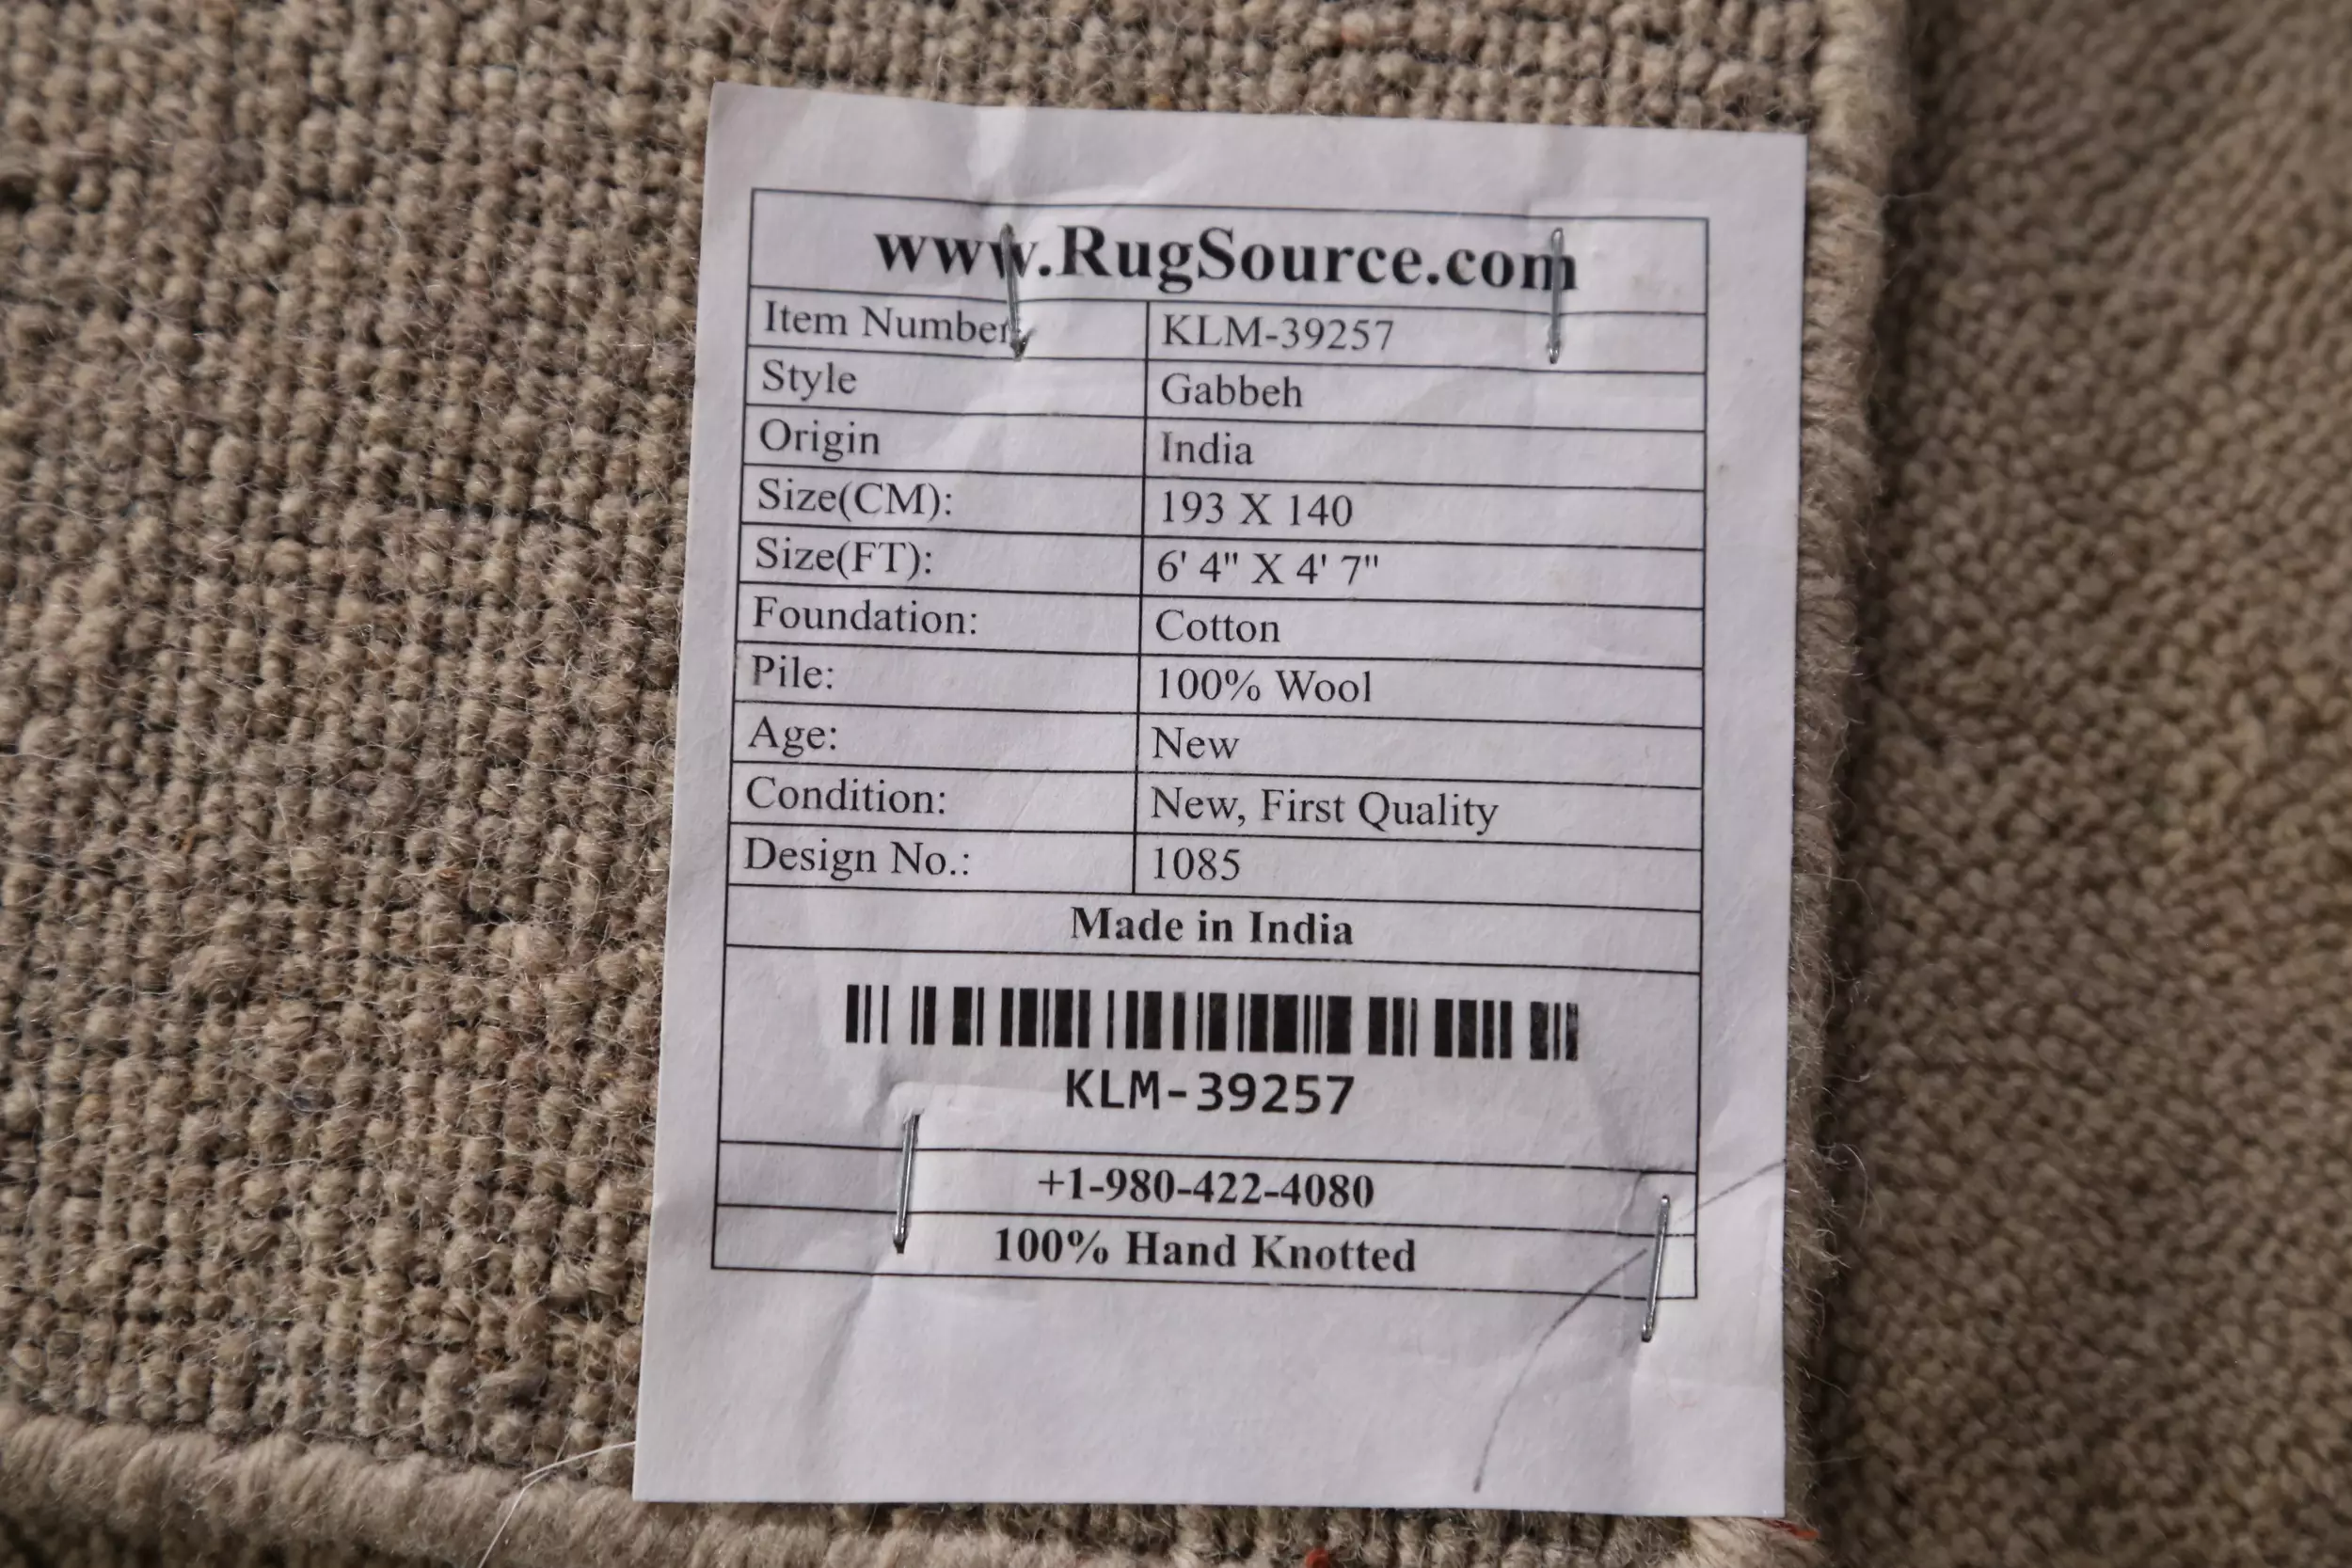 www.RugSource.com
Item Number KLM-39257
Style Gabbeh
Origin India
Size(CM): 193 X 140
Size(FT): 6' 4" X 4' 7"
Foundation: Cotton
Pile: 100% Wool
Age: New
Condition: New, First Quality
Design No.: 1085
Made in India
KLM-39257
+1-980-422-4080
100% Hand Knotted